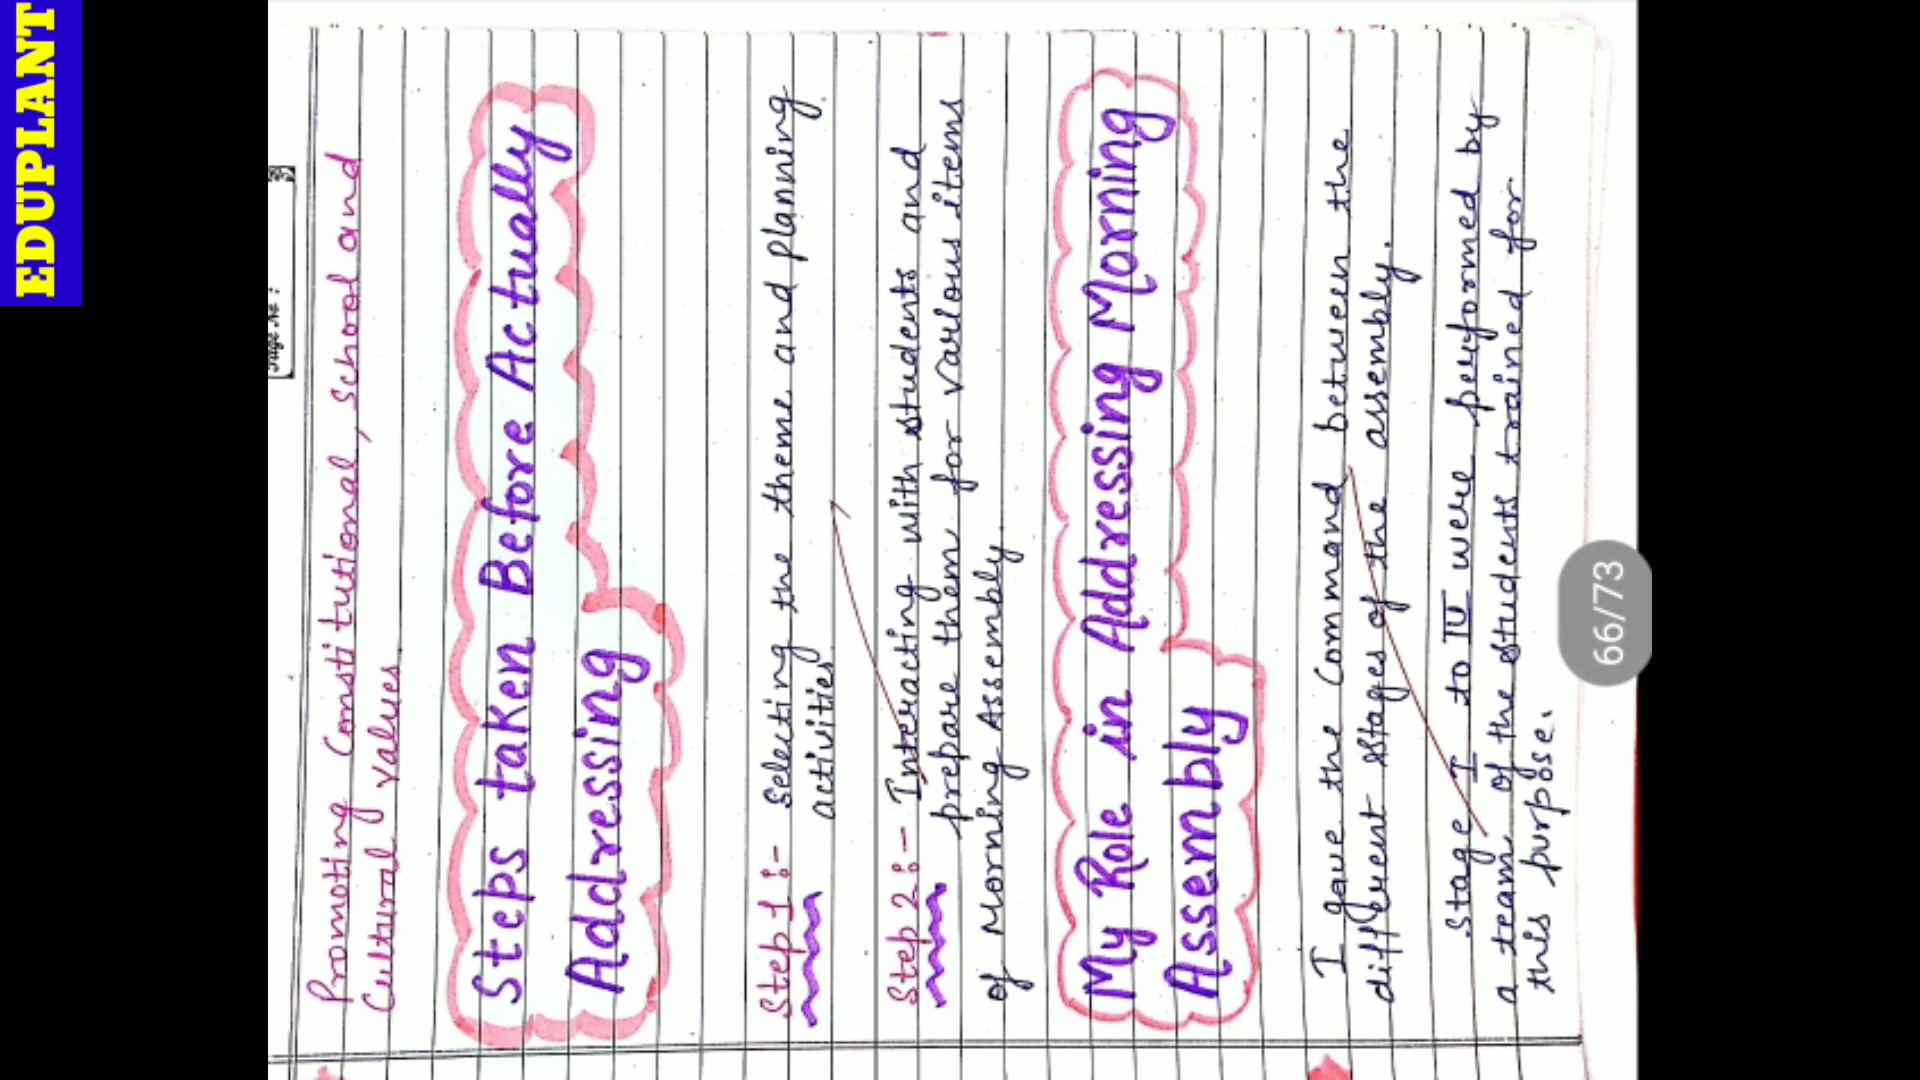 EDUPLANT
Page No :
Promoting Constitutional, school and
Cultural values.
Steps taken Before Actually
Addressing
Step 1 :- Selecting the theme and planning
activities.
Step 2 :- Interacting with students and
prepare them for various items
of Morning Assembly.
My Role in Addressing Morning
Assembly
I gave the Command between the
different stages of the assembly.
Stage I to IV were performed by
a team of the students trained for
this purpose.
66/73